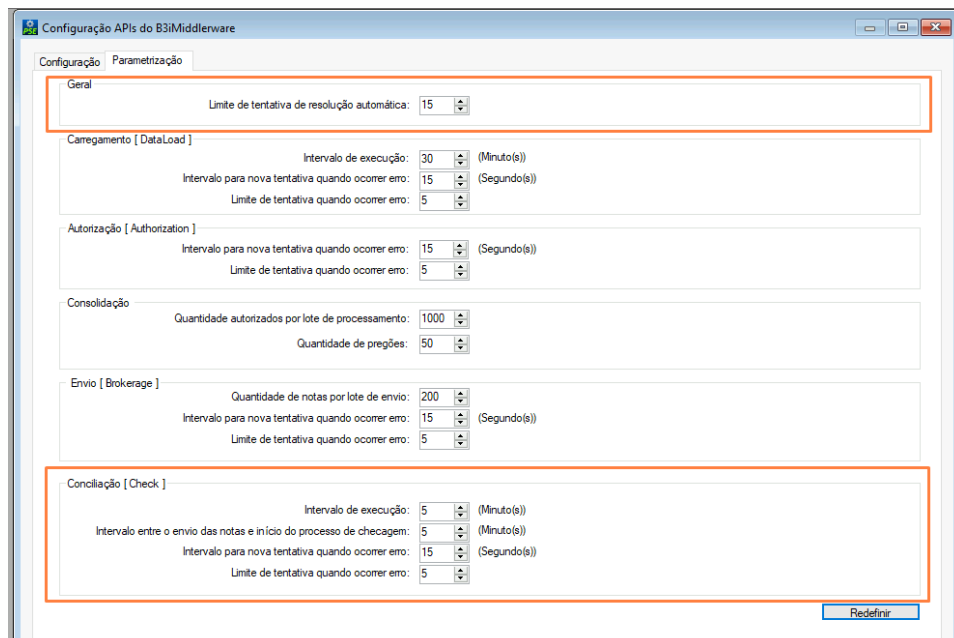 PSE
Configuração APIs do B3iMiddlerware
Configuração Parametrização
Geral
Limite de tentativa de resolução automática: 15
Carregamento [ DataLoad ]
Intervalo de execução: 30 (Minuto(s))
Intervalo para nova tentativa quando ocorrer erro: 15 (Segundo(s))
Limite de tentativa quando ocorrer erro: 5
Autorização [ Authorization ]
Intervalo para nova tentativa quando ocorrer erro: 15 (Segundo(s))
Limite de tentativa quando ocorrer erro: 5
Consolidação
Quantidade autorizados por lote de processamento: 1000
Quantidade de pregões: 50
Envio [ Brokerage ]
Quantidade de notas por lote de envio: 200
Intervalo para nova tentativa quando ocorrer erro: 15 (Segundo(s))
Limite de tentativa quando ocorrer erro: 5
Conciliação [ Check ]
Intervalo de execução: 5 (Minuto(s))
Intervalo entre o envio das notas e início do processo de checagem: 5 (Minuto(s))
Intervalo para nova tentativa quando ocorrer erro: 15 (Segundo(s))
Limite de tentativa quando ocorrer erro: 5
Redefinir